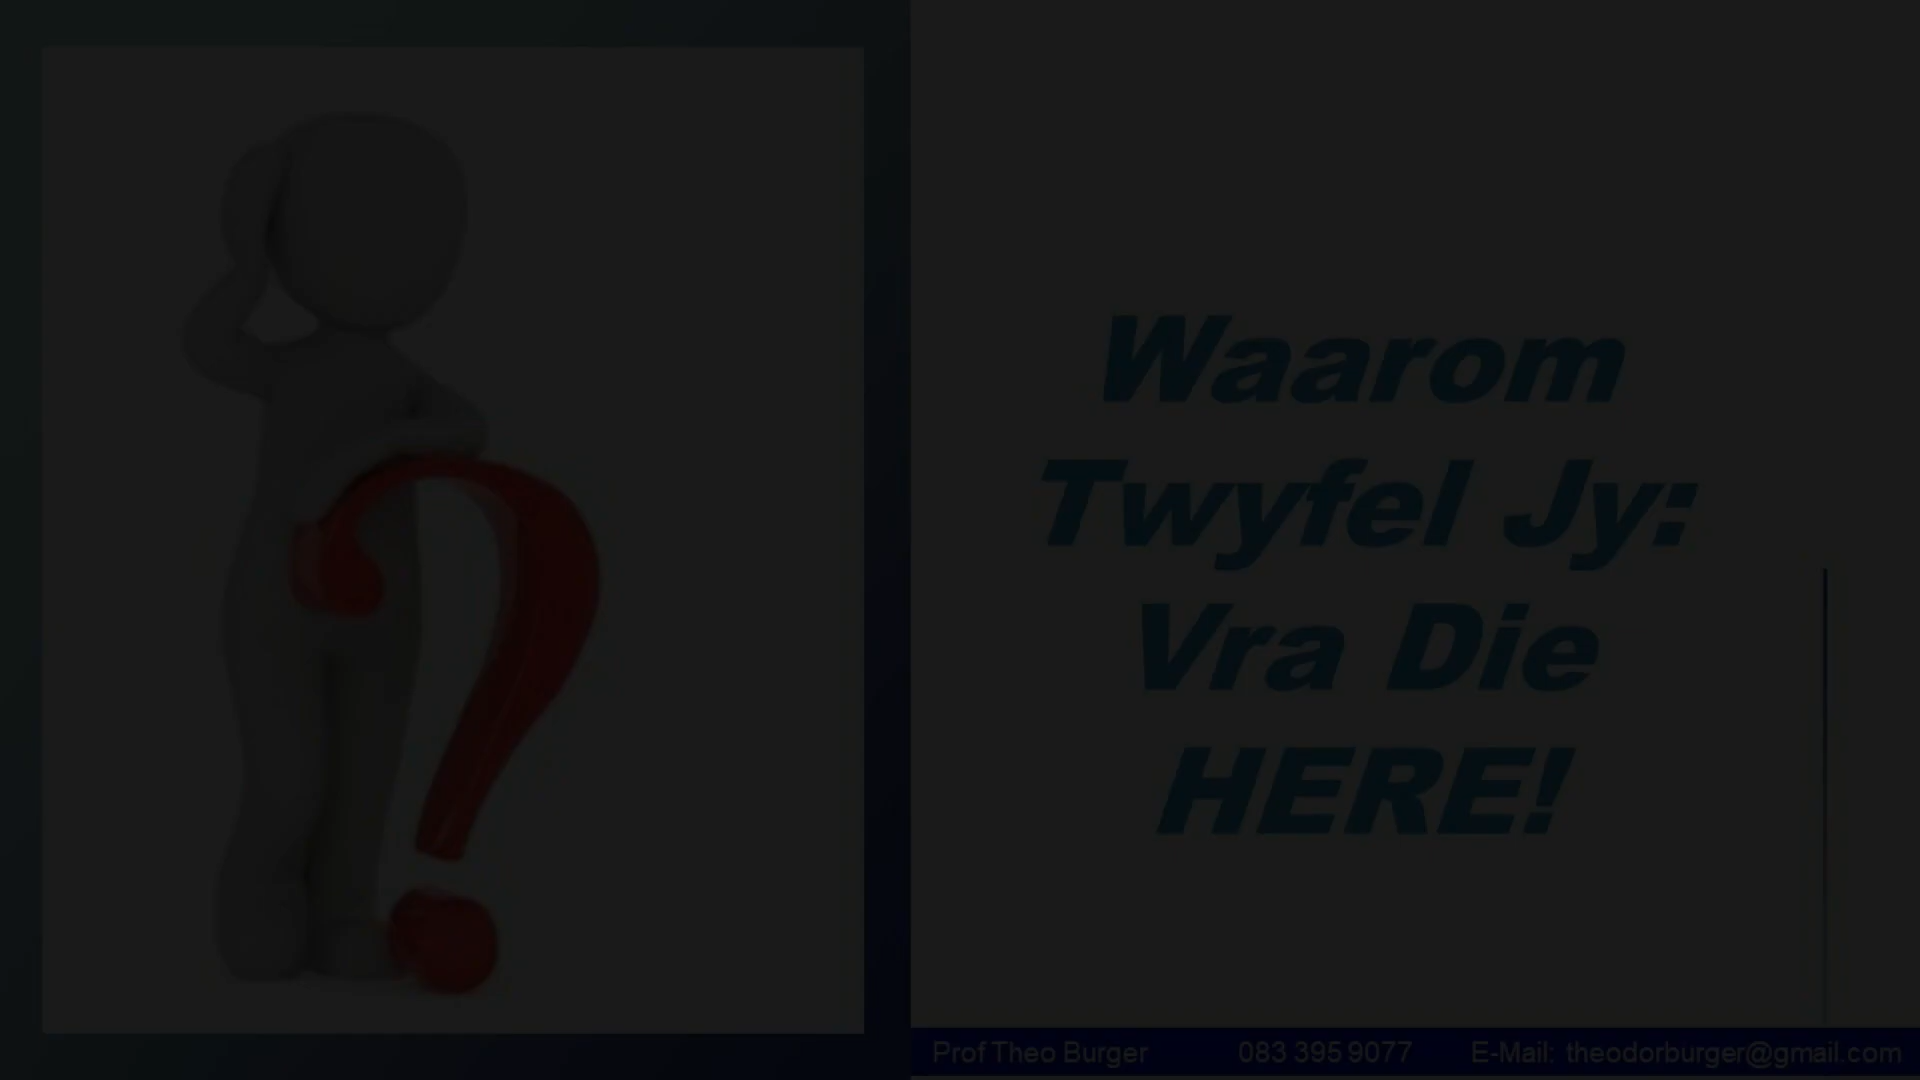 Waarom
Twyfel Jy:
Vra Die
HERE!
Prof Theo Burger 083 395 9077 E-Mail: theodorburger@gmail.com